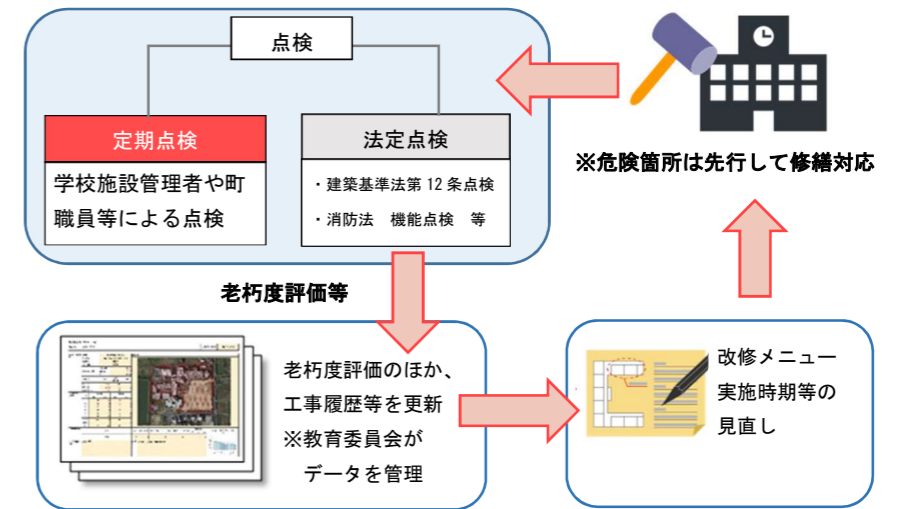 点検
定期点検
学校施設管理者や町
職員等による点検
法定点検
・建築基準法第 12 条点検
・消防法　機能点検　等
※危険箇所は先行して修繕対応
老朽度評価等
老朽度評価のほか、
工事履歴等を更新
※教育委員会が
データを管理
改修メニュー
実施時期等の
見直し